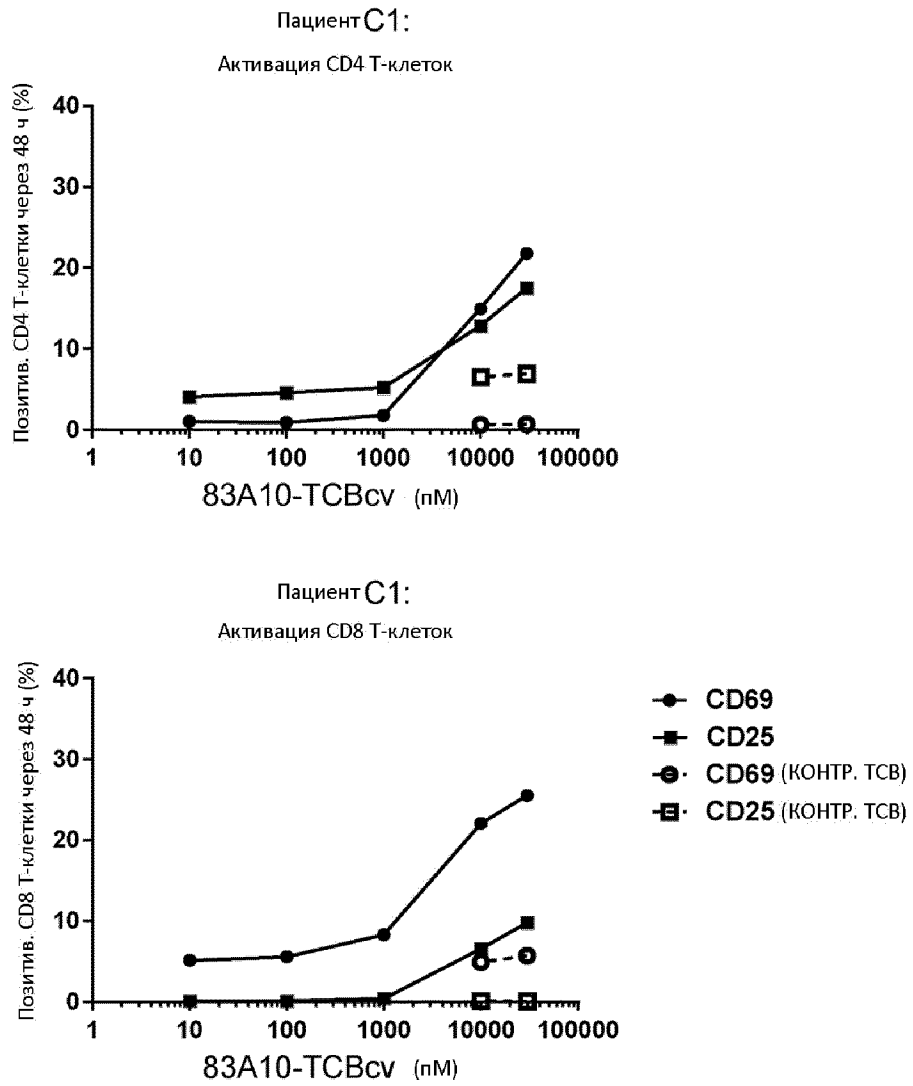 Пациент C1:
Активация CD4 Т-клеток
Позитив. CD4 Т-клетки через 48 ч (%)
40
30
20
10
0
1 10 100 1000 10000 100000
83A10-TCBcv (пМ)
Пациент C1:
Активация CD8 Т-клеток
Позитив. CD8 Т-клетки через 48 ч (%)
40
30
20
10
0
1 10 100 1000 10000 100000
83A10-TCBcv (пМ)
CD69
CD25
CD69 (КОНТР. ТСВ)
CD25 (КОНТР. ТСВ)